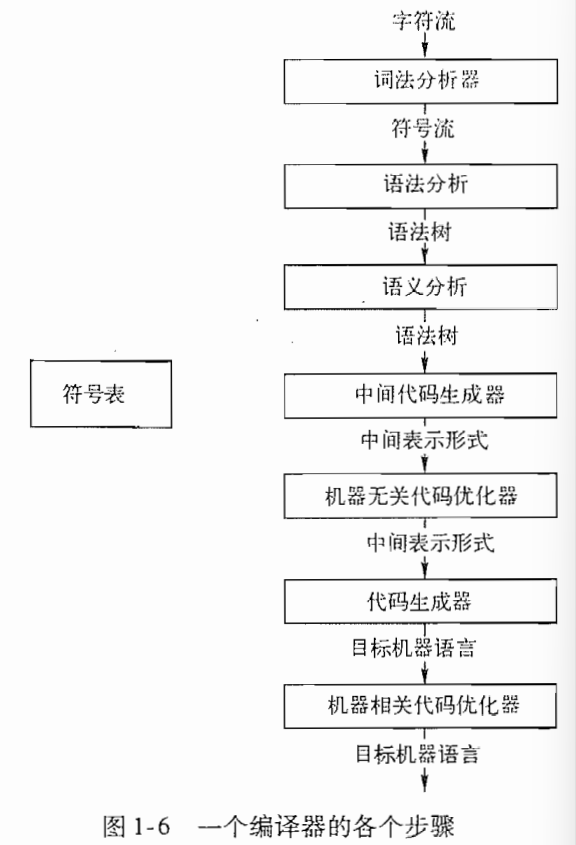 字符流
词法分析器
符号流
语法分析
语法树
语义分析
语法树
符号表
中间代码生成器
中间表示形式
机器无关代码优化器
中间表示形式
代码生成器
目标机器语言
机器相关代码优化器
目标机器语言
图1-6 一个编译器的各个步骤